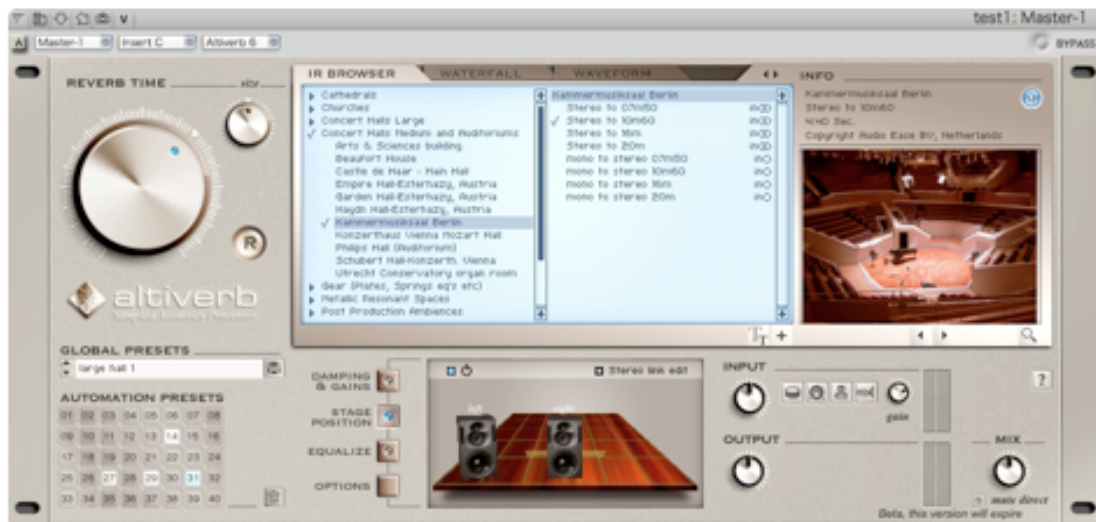 test1: Master-1
Master-1
Insert C
Altiverb 6
BYPASS
REVERB TIME
R
altiverb
GLOBAL PRESETS
large hall 1
AUTOMATION PRESETS
01 02 03 04 05 06 07 08
09 10 11 12 13 14 15 16
17 18 19 20 21 22 23 24
25 26 27 28 29 30 31 32
33 34 35 36 37 38 39 40
IR BROWSER
WATERFALL
WAVEFORM
Cathedrals
Churches
Concert Halls Large
Concert Halls Medium and Auditoriums
Arts & Sciences building
Beaufort House
Castle de Haar - Main Hall
Empire Hall-Esterhazy, Austria
Garden Hall-Esterhazy, Austria
Haydn Hall-Esterhazy, Austria
Kammermusiksaal Berlin
Konzerthaus Vienna Mozart Hall
Philips Hall (Auditorium)
Schubert Hall-Konzerth. Vienna
Utrecht Conservatory organ room
Gear (Plates, Springs eq's etc)
Metallic Resonant Spaces
Post Production Ambiences
Kammermusiksaal Berlin
Stereo to 07m50
Stereo to 10m60
Stereo to 16m
Stereo to 20m
mono to stereo 07m50
mono to stereo 10m60
mono to stereo 16m
mono to stereo 20m
INFO
Kammermusiksaal Berlin
Stereo to 10m60
Copyright Audio Ease BV, Netherlands
DAMPING
& GAINS
STAGE
POSITION
EQUALIZE
OPTIONS
Stereo link edit
left
right
INPUT
gain
OUTPUT
?
MIX
mute direct
Beta, this version will expire